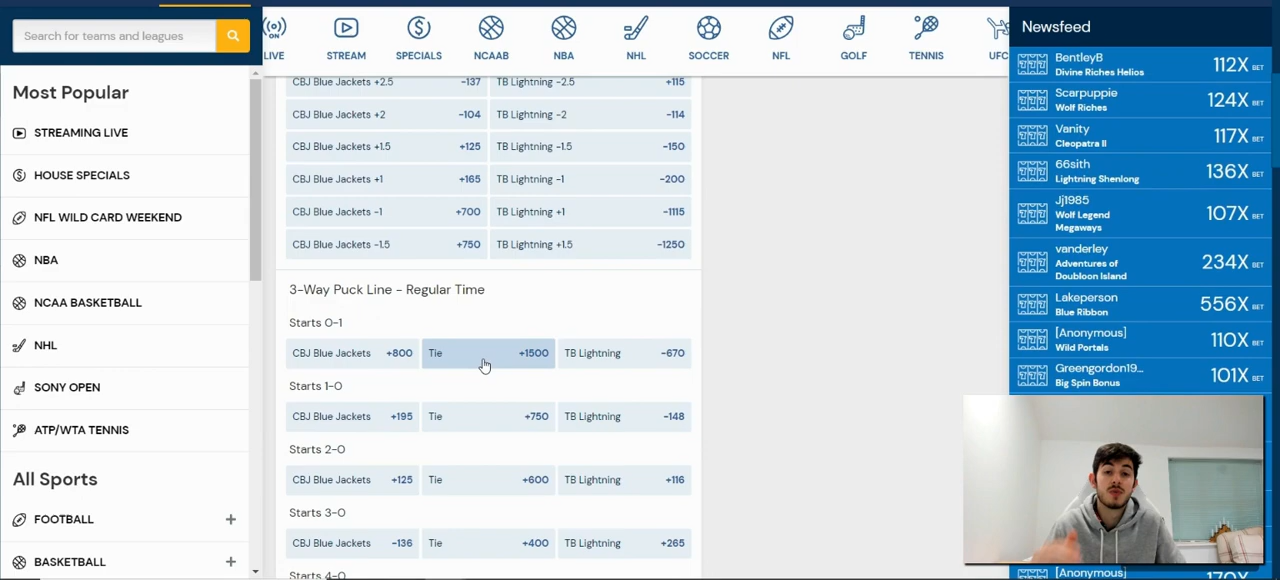 Search for teams and leagues
LIVE
STREAM
SPECIALS
NCAAB
NBA
NHL
SOCCER
NFL
GOLF
TENNIS
UFC
Most Popular
STREAMING LIVE
HOUSE SPECIALS
NFL WILD CARD WEEKEND
NBA
NCAA BASKETBALL
NHL
SONY OPEN
ATP/WTA TENNIS
All Sports
FOOTBALL +
BASKETBALL +
CBJ Blue Jackets +2.5 -137 TB Lightning -2.5 +115
CBJ Blue Jackets +2 -104 TB Lightning -2 -114
CBJ Blue Jackets +1.5 +125 TB Lightning -1.5 -150
CBJ Blue Jackets +1 +165 TB Lightning -1 -200
CBJ Blue Jackets -1 +700 TB Lightning +1 -1115
CBJ Blue Jackets -1.5 +750 TB Lightning +1.5 -1250
3-Way Puck Line - Regular Time
Starts 0-1
CBJ Blue Jackets +800 Tie +1500 TB Lightning -670
Starts 1-0
CBJ Blue Jackets +195 Tie +750 TB Lightning -148
Starts 2-0
CBJ Blue Jackets +125 Tie +600 TB Lightning +116
Starts 3-0
CBJ Blue Jackets -136 Tie +400 TB Lightning +265
Starts 4-0
Newsfeed
BentleyB
Divine Riches Helios
112X BET
Scarpuppie
Wolf Riches
124X BET
Vanity
Cleopatra II
117X BET
66sith
Lightning Shenlong
136X BET
Jj1985
Wolf Legend
Megaways
107X BET
vanderley
Adventures of
Doubloon Island
234X BET
Lakeperson
Blue Ribbon
556X BET
[Anonymous]
Wild Portals
110X BET
Greengordon19...
Big Spin Bonus
101X BET
[Anonymous]
170X